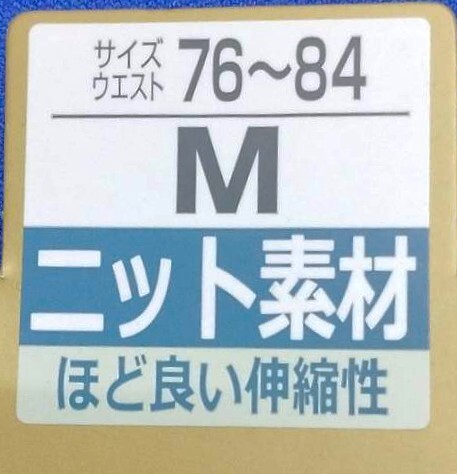 サイズ
ウエスト 76〜84
M
ニット素材
ほど良い伸縮性